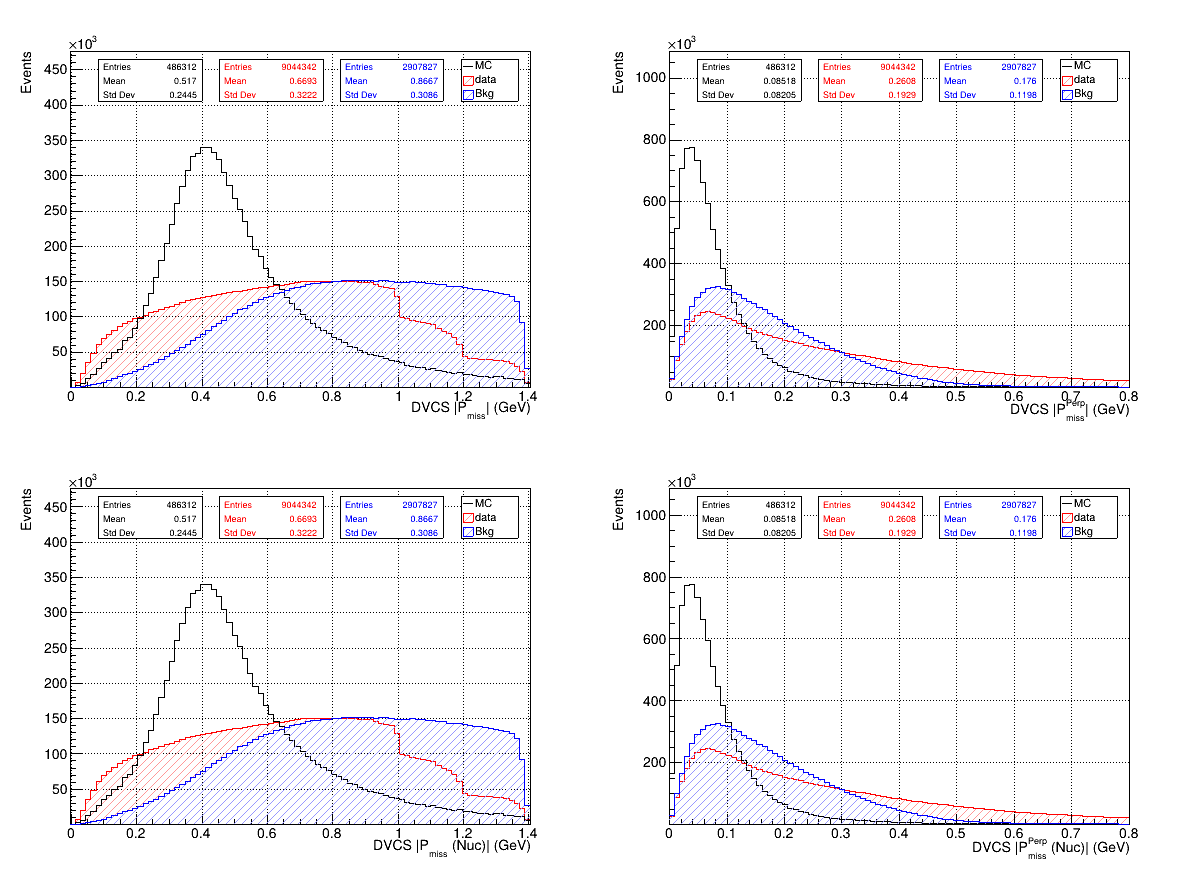 ×10³ ×10³
Events Entries 486312 Entries 9044342 Entries 2907827 MC Events Entries 486312 Entries 9044342 Entries 2907827 MC
450 Mean 0.517 Mean 0.6693 Mean 0.8667 data 1000 Mean 0.08518 Mean 0.2608 Mean 0.176 data
Std Dev 0.2445 Std Dev 0.3222 Std Dev 0.3086 Bkg Std Dev 0.08205 Std Dev 0.1929 Std Dev 0.1198 Bkg
400
350 800
300 600
250
200 400
150
100 200
50
0 0.2 0.4 0.6 0.8 1 1.2 1.4 0 0.1 0.2 0.3 0.4 0.5 0.6 0.7 0.8
DVCS |P_miss| (GeV) DVCS |P^Perp_miss| (GeV)
×10³ ×10³
Events Entries 486312 Entries 9044342 Entries 2907827 MC Events Entries 486312 Entries 9044342 Entries 2907827 MC
450 Mean 0.517 Mean 0.6693 Mean 0.8667 data 1000 Mean 0.08518 Mean 0.2608 Mean 0.176 data
Std Dev 0.2445 Std Dev 0.3222 Std Dev 0.3086 Bkg Std Dev 0.08205 Std Dev 0.1929 Std Dev 0.1198 Bkg
400
350 800
300 600
250
200 400
150
100 200
50
0 0.2 0.4 0.6 0.8 1 1.2 1.4 0 0.1 0.2 0.3 0.4 0.5 0.6 0.7 0.8
DVCS |P_miss (Nuc)| (GeV) DVCS |P^Perp_miss (Nuc)| (GeV)